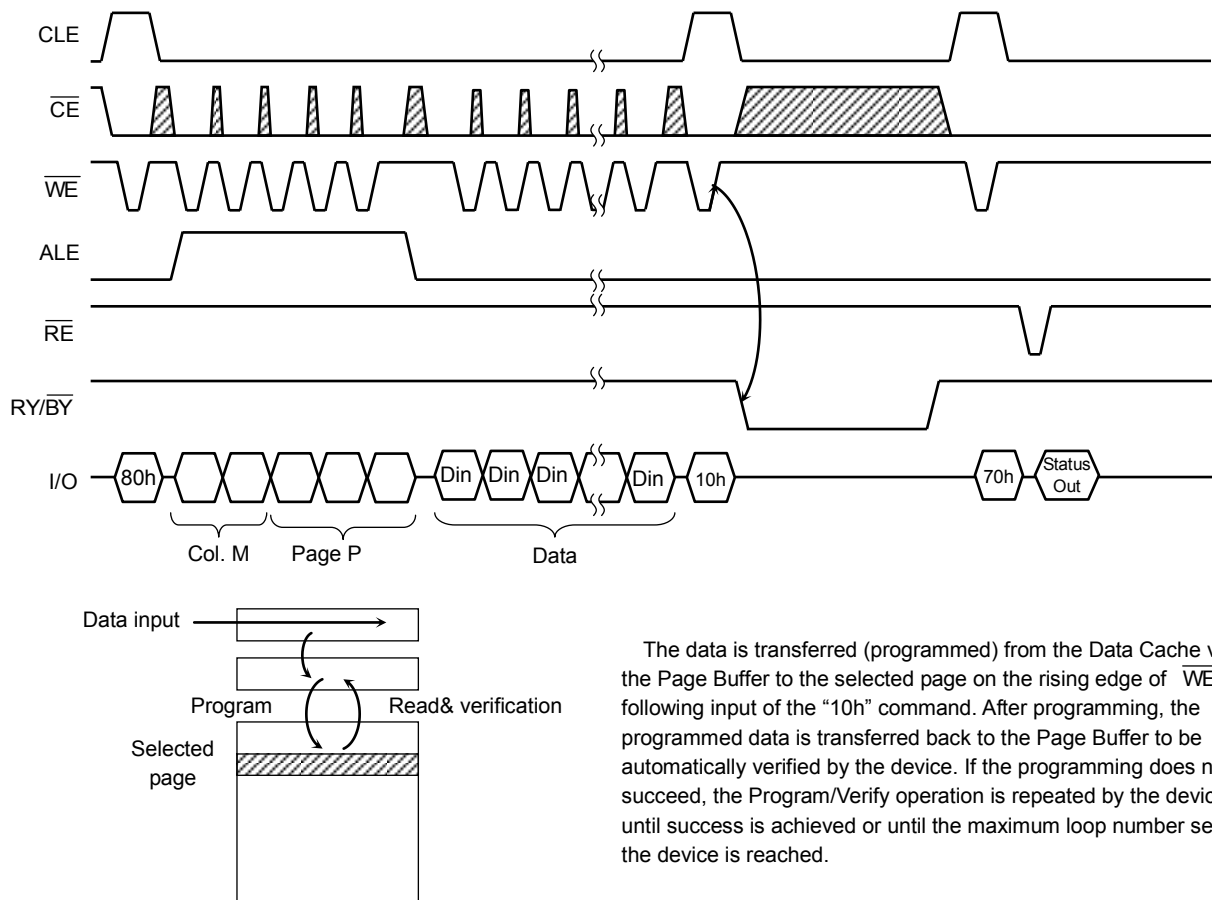 CLE
CE
WE
ALE
RE
RY/BY
I/O 80h Din Din Din Din 10h 70h Status Out
Col. M Page P Data
Data input
Program Read& verification
Selected
page
The data is transferred (programmed) from the Data Cache v
the Page Buffer to the selected page on the rising edge of WE
following input of the “10h” command. After programming, the
programmed data is transferred back to the Page Buffer to be
automatically verified by the device. If the programming does n
succeed, the Program/Verify operation is repeated by the devic
until success is achieved or until the maximum loop number se
the device is reached.